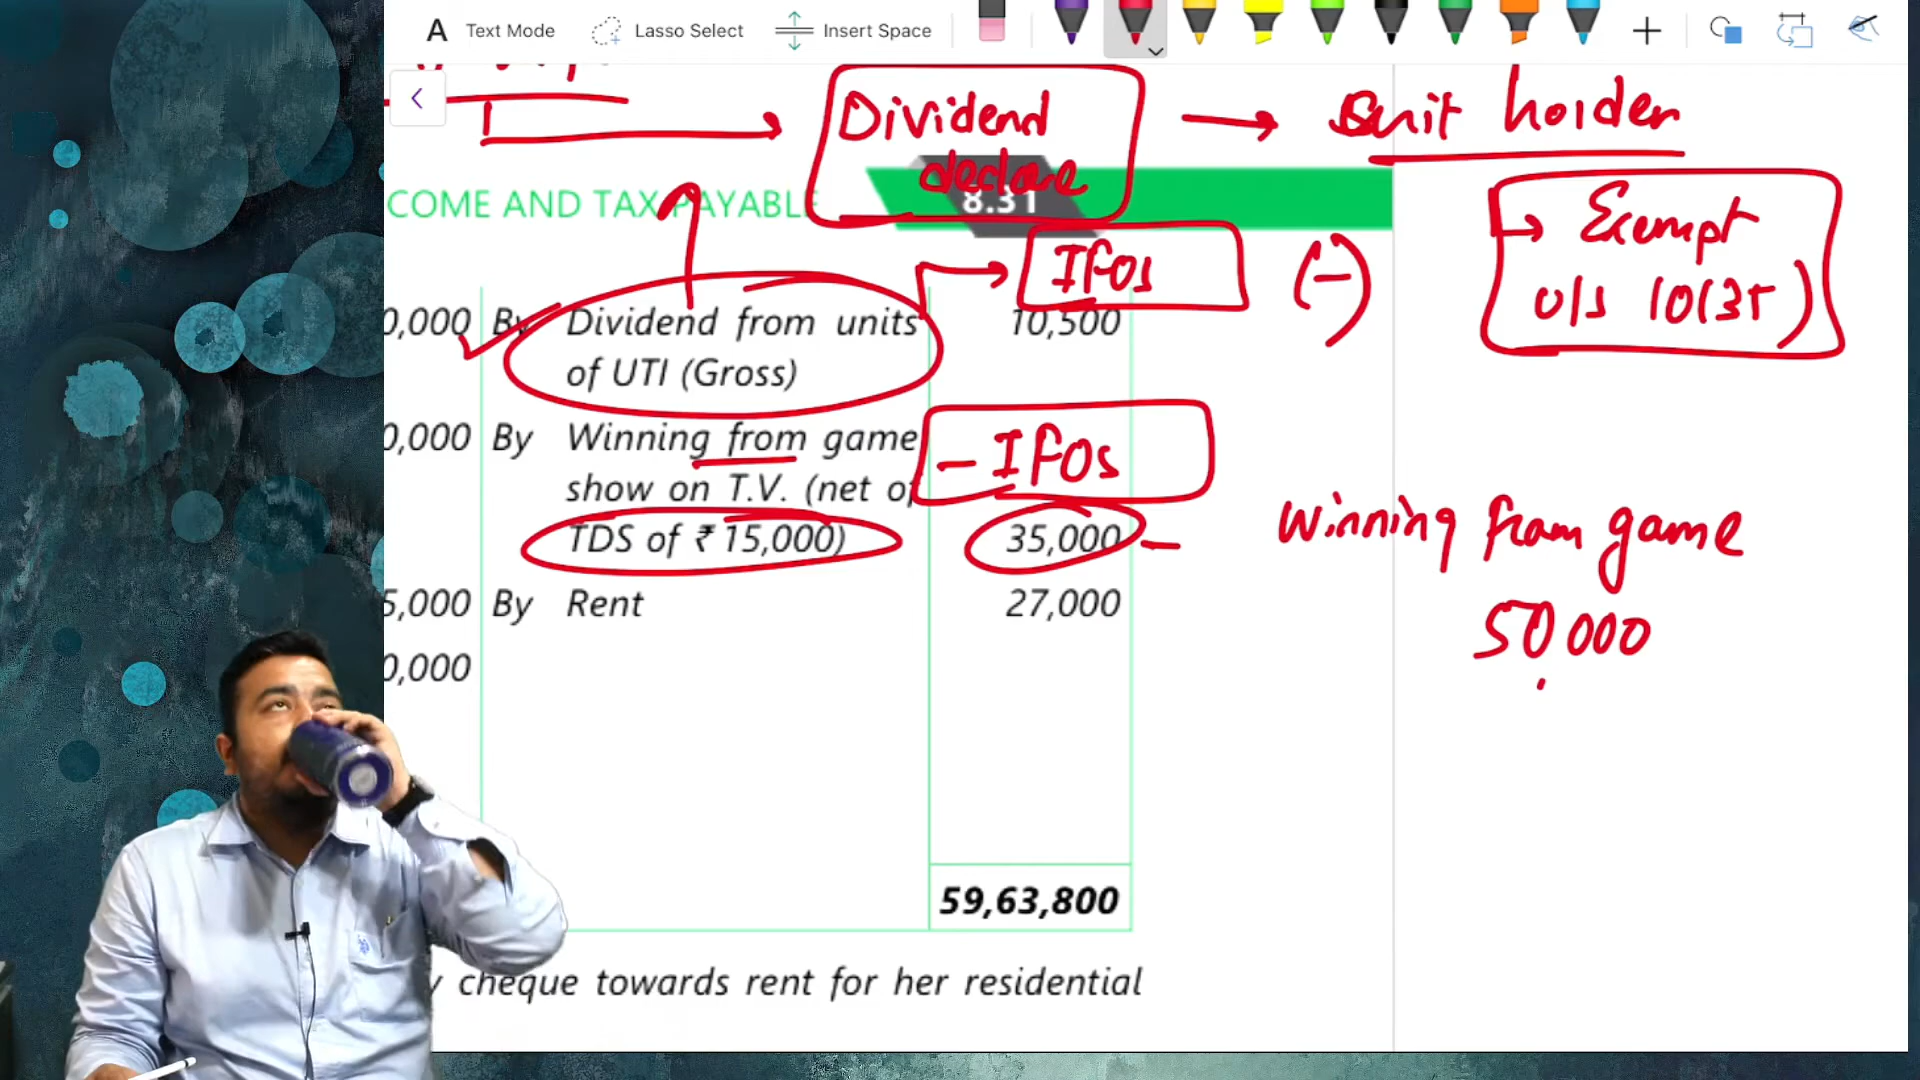 Text Mode
Lasso Select
Insert Space
Dividend
declare
Unit holder
COME AND TAX PAYABLE
8.31
Exempt
U/s 10(35)
IFOS
(-)
0,000 By Dividend from units 10,500
of UTI (Gross)
0,000 By Winning from game
- IFOS
show on T.V. (net of
TDS of ₹ 15,000) 35,000 -
Winning from game
50,000
5,000 By Rent 27,000
0,000
59,63,800
y cheque towards rent for her residential